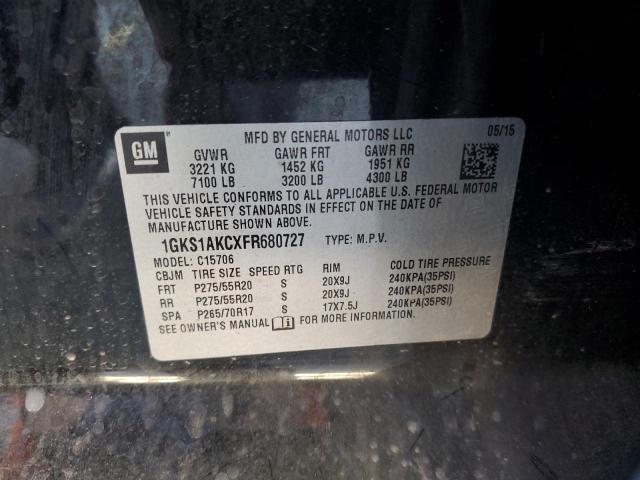 GM
MFD BY GENERAL MOTORS LLC 05/15
GVWR GAWR FRT GAWR RR
3221 KG 1452 KG 1951 KG
7100 LB 3200 LB 4300 LB
THIS VEHICLE CONFORMS TO ALL APPLICABLE U.S. FEDERAL MOTOR
VEHICLE SAFETY STANDARDS IN EFFECT ON THE DATE OF
MANUFACTURE SHOWN ABOVE.
1GKS1AKCXFR680727 TYPE: M.P.V.
MODEL: C15706
CBJM TIRE SIZE SPEED RTG RIM COLD TIRE PRESSURE
FRT P275/55R20 S 20X9J 240KPA(35PSI)
RR P275/55R20 S 20X9J 240KPA(35PSI)
SPA P265/70R17 S 17X7.5J 240KPA(35PSI)
SEE OWNER'S MANUAL FOR MORE INFORMATION.